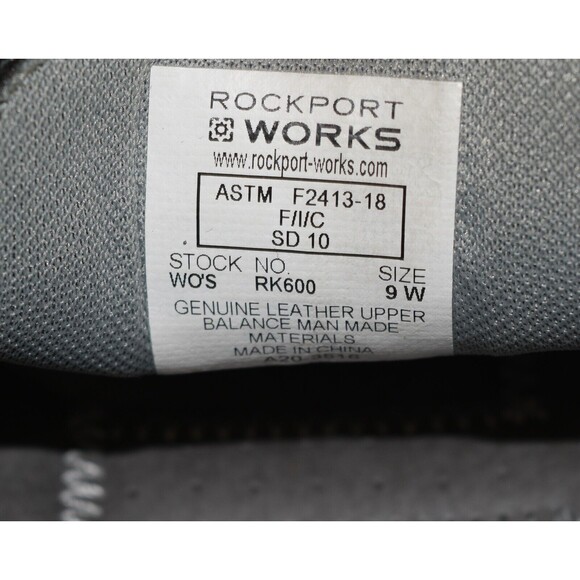 ROCKPORT
WORKS
www.rockport-works.com
ASTM F2413-18
F/I/C
SD 10
STOCK NO. SIZE
WO'S RK600 9 W
GENUINE LEATHER UPPER
BALANCE MAN MADE
MATERIALS
MADE IN CHINA